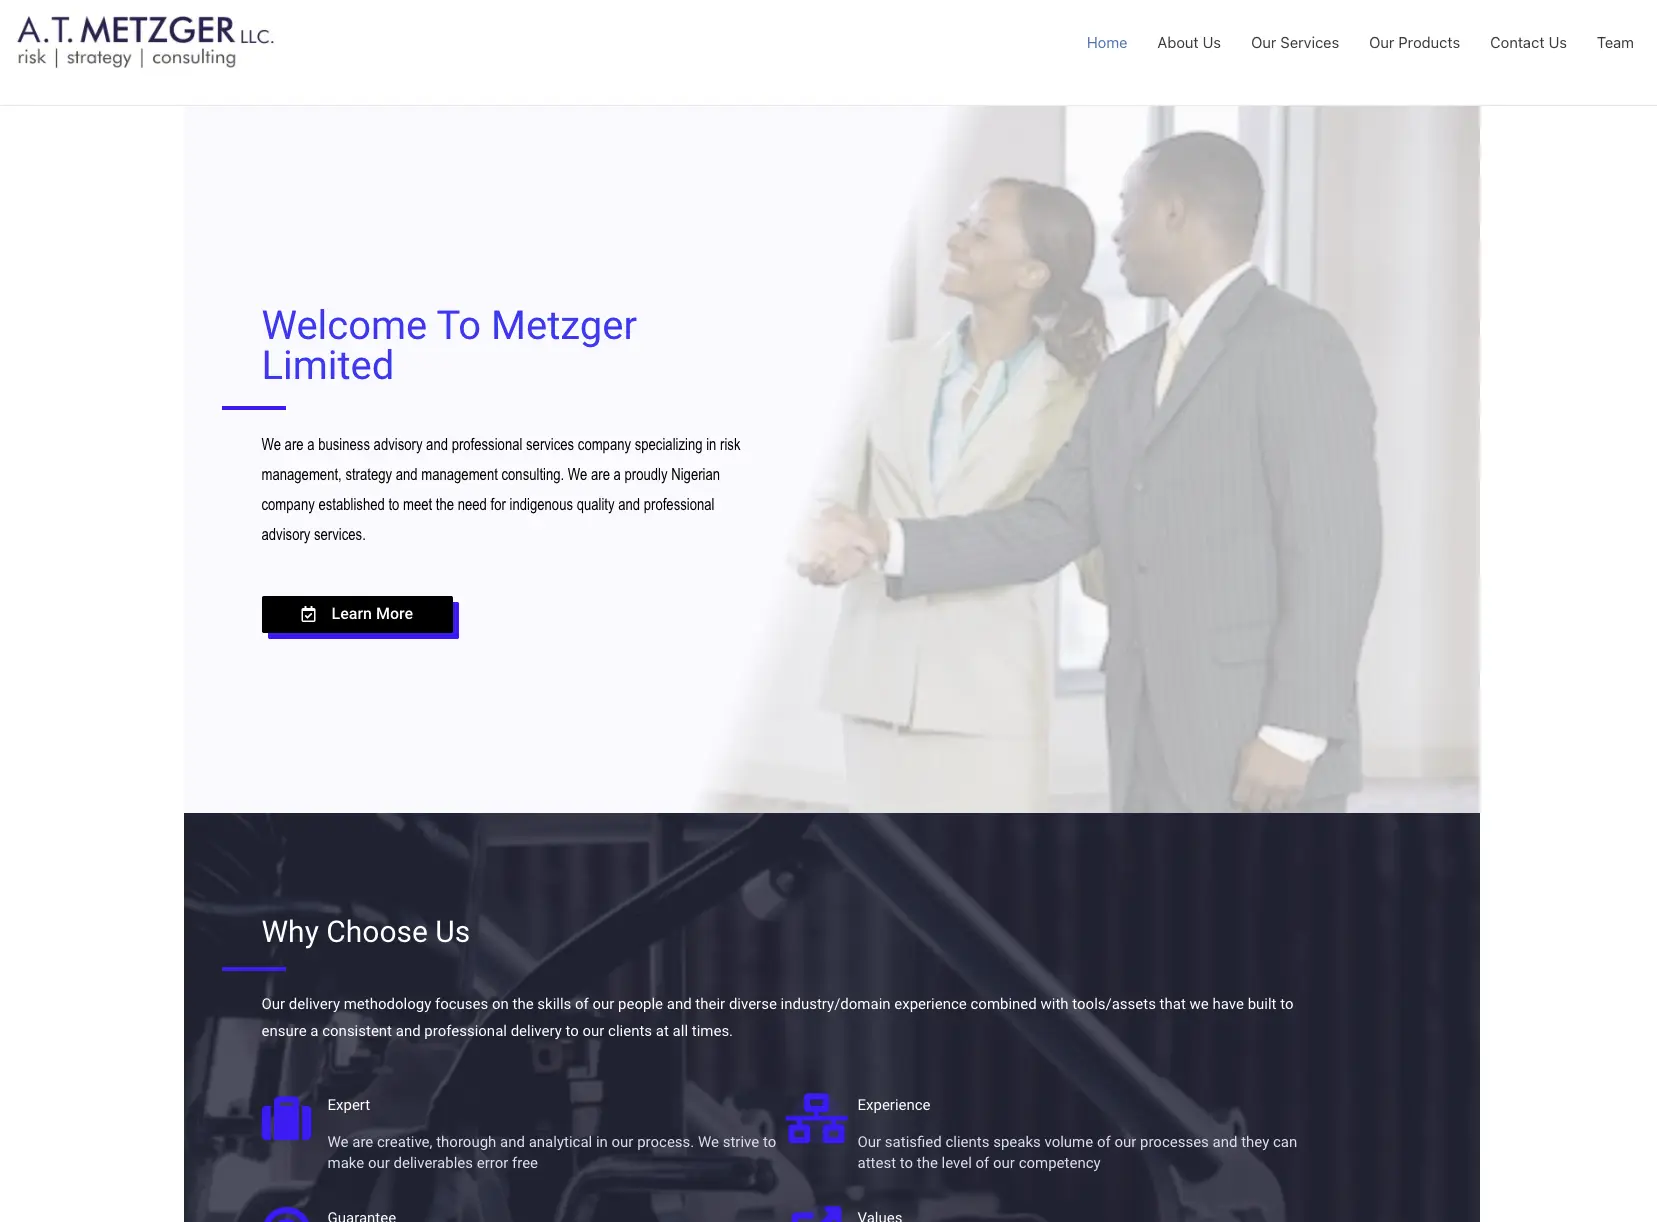 A.T. METZGER LLC.
risk | strategy | consulting
Home About Us Our Services Our Products Contact Us Team
Welcome To Metzger
Limited
We are a business advisory and professional services company specializing in risk
management, strategy and management consulting. We are a proudly Nigerian
company established to meet the need for indigenous quality and professional
advisory services.
Learn More
Why Choose Us
Our delivery methodology focuses on the skills of our people and their diverse industry/domain experience combined with tools/assets that we have built to
ensure a consistent and professional delivery to our clients at all times.
Expert
We are creative, thorough and analytical in our process. We strive to
make our deliverables error free
Experience
Our satisfied clients speaks volume of our processes and they can
attest to the level of our competency
Guarantee
Values